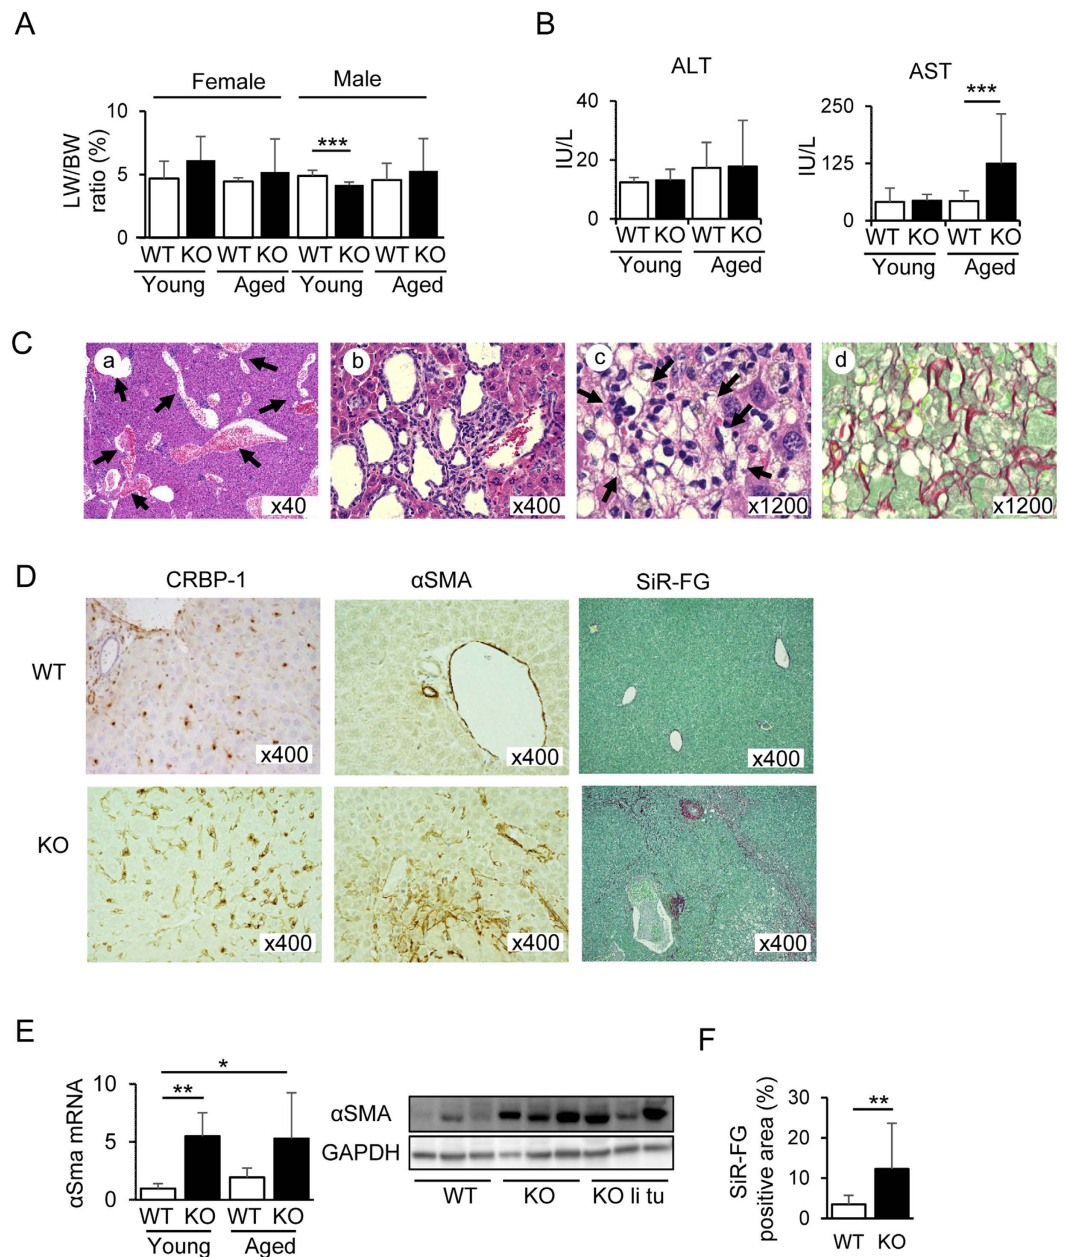 A
Female Male
LW/BW
ratio (%)
10
5
0
***
WT KO WT KO WT KO WT KO
Young Aged Young Aged
B
ALT
IU/L
40
20
0
WT KO WT KO
Young Aged
AST
IU/L
250
125
0
***
WT KO WT KO
Young Aged
C
a
x40
b
x400
c
x1200
d
x1200
D
CRBP-1 αSMA SiR-FG
WT
x400 x400 x400
KO
x400 x400 x400
E
αSma mRNA
10
5
0
*
**
WT KO WT KO
Young Aged
αSMA
GAPDH
WT KO KO li tu
F
SiR-FG
positive area (%)
30
20
10
0
**
WT KO